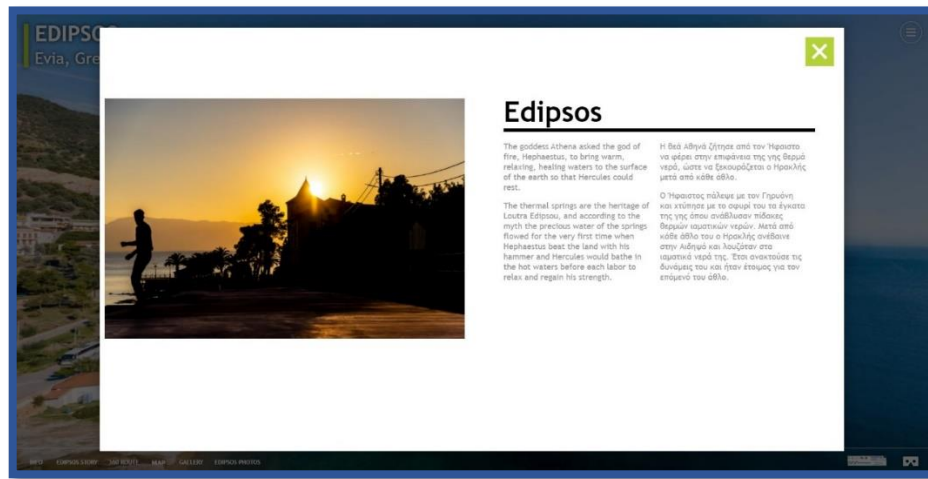 EDIPSO
Evia, Gre
Edipsos
The goddess Athena asked the god of
fire, Hephaestus, to bring warm,
relaxing, healing waters to the surface
of the earth so that Hercules could
rest.
The thermal springs are the heritage of
Loutra Edipsou, and according to the
myth the precious water of the springs
flowed for the very first time when
Hephaestus beat the land with his
hammer and Hercules would bathe in
the hot waters before each labor to
relax and regain his strength.
Η θεά Αθηνά ζήτησε από τον Ήφαιστο
να φέρει στην επιφάνεια της γης θερμά
νερά, ώστε να ξεκουράζεται ο Ηρακλής
μετά από κάθε άθλο.
Ο Ήφαιστος πάλεψε με τον Γηρυόνη
και χτύπησε με το σφυρί του τα έγκατα
της γης όπου ανάβλυσαν πίδακες
θερμών ιαματικών νερών. Μετά από
κάθε άθλο του ο Ηρακλής ανέβαινε
στην Αιδηψό και λουζόταν στα
ιαματικά νερά της. Έτσι ανακτούσε τις
δυνάμεις του και ήταν έτοιμος για τον
επόμενό του άθλο.
INFO EDIPSOS STORY 360 ROUTE MAP GALLERY EDIPSOS PHOTOS